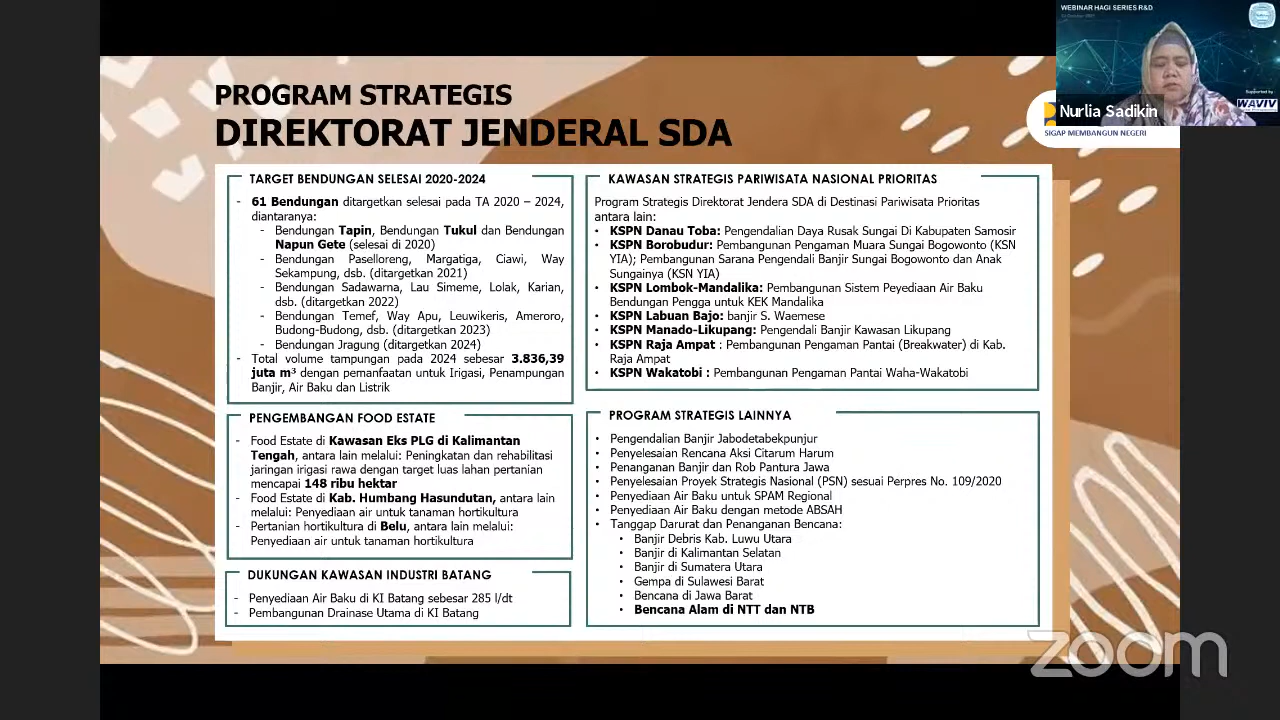 WEBINAR HAGI SERIES R&D
Supported by
WAVIV
Nurlia Sadikin
SIGAP MEMBANGUN NEGERI
PROGRAM STRATEGIS
DIREKTORAT JENDERAL SDA
TARGET BENDUNGAN SELESAI 2020-2024
- 61 Bendungan ditargetkan selesai pada TA 2020 – 2024,
diantaranya:
- Bendungan Tapin, Bendungan Tukul dan Bendungan
Napun Gete (selesai di 2020)
- Bendungan Paselloreng, Margatiga, Ciawi, Way
Sekampung, dsb. (ditargetkan 2021)
- Bendungan Sadawarna, Lau Simeme, Lolak, Karian,
dsb. (ditargetkan 2022)
- Bendungan Temef, Way Apu, Leuwikeris, Ameroro,
Budong-Budong, dsb. (ditargetkan 2023)
- Bendungan Jragung (ditargetkan 2024)
- Total volume tampungan pada 2024 sebesar 3.836,39
juta m³ dengan pemanfaatan untuk Irigasi, Penampungan
Banjir, Air Baku dan Listrik
PENGEMBANGAN FOOD ESTATE
- Food Estate di Kawasan Eks PLG di Kalimantan
Tengah, antara lain melalui: Peningkatan dan rehabilitasi
jaringan irigasi rawa dengan target luas lahan pertanian
mencapai 148 ribu hektar
- Food Estate di Kab. Humbang Hasundutan, antara lain
melalui: Penyediaan air untuk tanaman hortikultura
- Pertanian hortikultura di Belu, antara lain melalui:
Penyediaan air untuk tanaman hortikultura
DUKUNGAN KAWASAN INDUSTRI BATANG
- Penyediaan Air Baku di KI Batang sebesar 285 l/dt
- Pembangunan Drainase Utama di KI Batang
KAWASAN STRATEGIS PARIWISATA NASIONAL PRIORITAS
Program Strategis Direktorat Jendera SDA di Destinasi Pariwisata Prioritas
antara lain:
• KSPN Danau Toba: Pengendalian Daya Rusak Sungai Di Kabupaten Samosir
• KSPN Borobudur: Pembangunan Pengaman Muara Sungai Bogowonto (KSN
YIA); Pembangunan Sarana Pengendali Banjir Sungai Bogowonto dan Anak
Sungainya (KSN YIA)
• KSPN Lombok-Mandalika: Pembangunan Sistem Peyediaan Air Baku
Bendungan Pengga untuk KEK Mandalika
• KSPN Labuan Bajo: banjir S. Waemese
• KSPN Manado-Likupang: Pengendali Banjir Kawasan Likupang
• KSPN Raja Ampat : Pembangunan Pengaman Pantai (Breakwater) di Kab.
Raja Ampat
• KSPN Wakatobi : Pembangunan Pengaman Pantai Waha-Wakatobi
PROGRAM STRATEGIS LAINNYA
• Pengendalian Banjir Jabodetabekpunjur
• Penyelesaian Rencana Aksi Citarum Harum
• Penanganan Banjir dan Rob Pantura Jawa
• Penyelesaian Proyek Strategis Nasional (PSN) sesuai Perpres No. 109/2020
• Penyediaan Air Baku untuk SPAM Regional
• Penyediaan Air Baku dengan metode ABSAH
• Tanggap Darurat dan Penanganan Bencana:
• Banjir Debris Kab. Luwu Utara
• Banjir di Kalimantan Selatan
• Banjir di Sumatera Utara
• Gempa di Sulawesi Barat
• Bencana di Jawa Barat
• Bencana Alam di NTT dan NTB
zoom